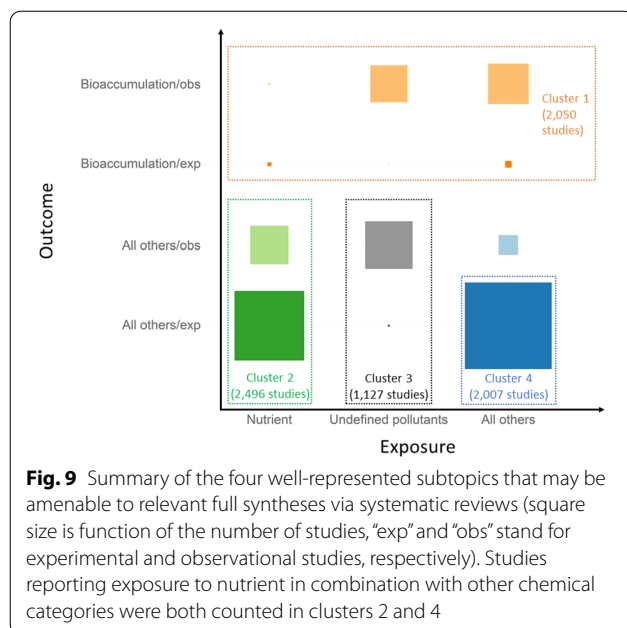 Outcome
Bioaccumulation/obs
Cluster 1
(2,050
studies)
Bioaccumulation/exp
All others/obs
All others/exp
Cluster 2
(2,496 studies)
Cluster 3
(1,127 studies)
Cluster 4
(2,007 studies)
Nutrient
Undefined pollutants
All others
Exposure
Fig. 9 Summary of the four well-represented subtopics that may be
amenable to relevant full syntheses via systematic reviews (square
size is function of the number of studies, “exp” and “obs” stand for
experimental and observational studies, respectively). Studies
reporting exposure to nutrient in combination with other chemical
categories were both counted in clusters 2 and 4